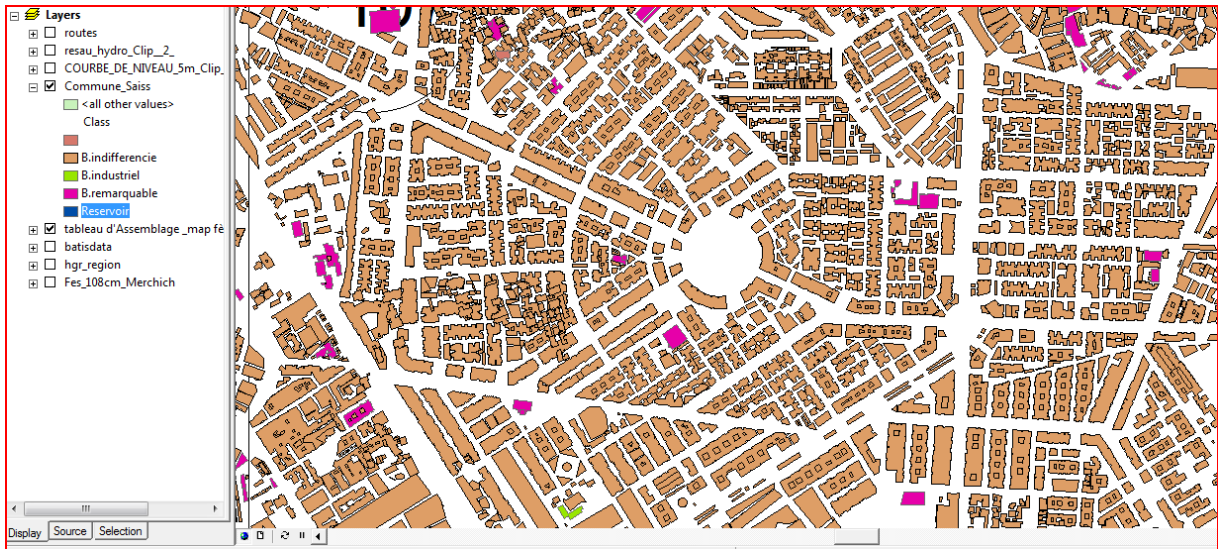 Layers
routes
resau_hydro_Clip_2_
COURBE_DE_NIVEAU_5m_Clip_
Commune_Saiss
<all other values>
Class
B.indifferencie
B.industriel
B.remarquable
Reservoir
tableau d'Assemblage _map fè
batisdata
hgr_region
Fes_108cm_Merchich
Display Source Selection